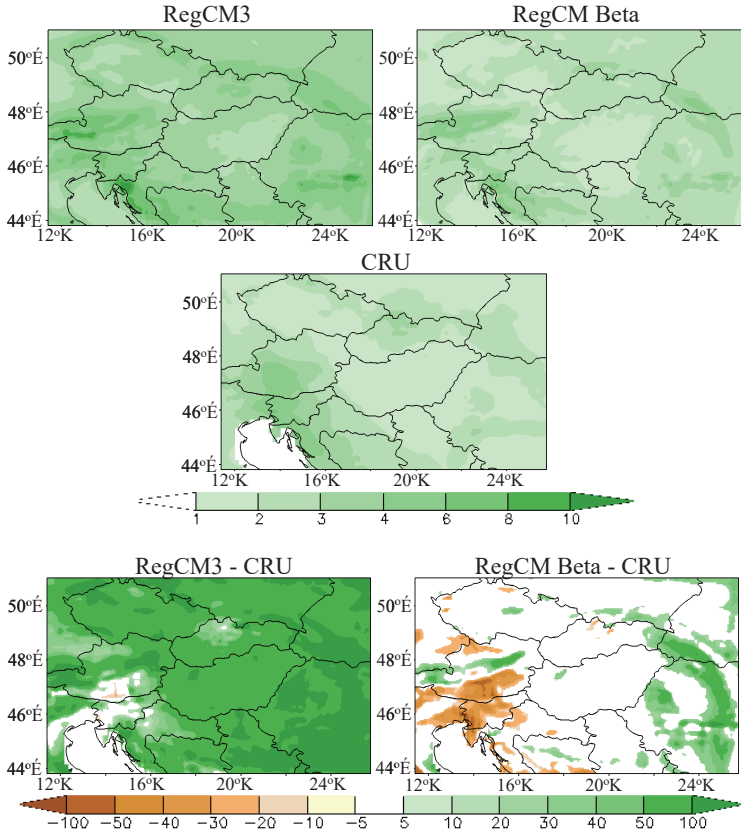 RegCM3 RegCM Beta
50°É 50°É
48°É 48°É
46°É 46°É
44°É 44°É
12°K 16°K 20°K 24°K 12°K 16°K 20°K 24°K
CRU
50°É
48°É
46°É
44°É
12°K 16°K 20°K 24°K
1 2 3 4 6 8 10
RegCM3 - CRU RegCM Beta - CRU
50°É 50°É
48°É 48°É
46°É 46°É
44°É 44°É
12°K 16°K 20°K 24°K 12°K 16°K 20°K 24°K
−100 −50 −40 −30 −20 −10 −5 5 10 20 30 40 50 100